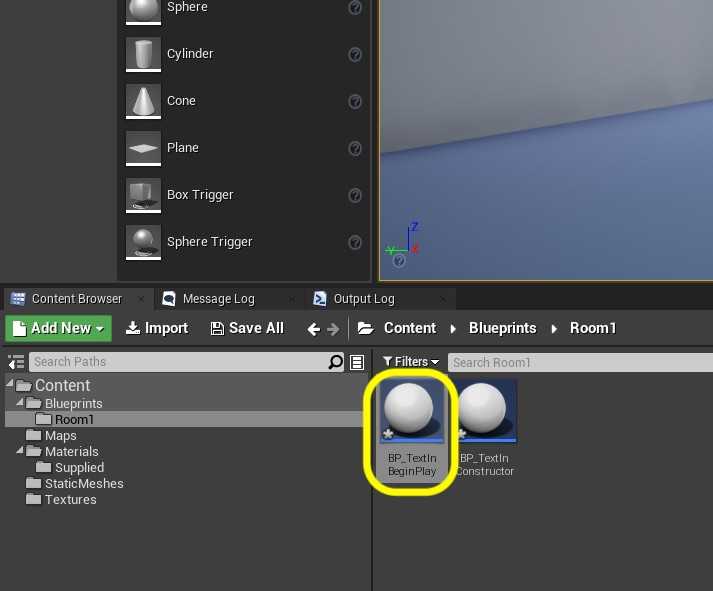 Sphere
Cylinder
Cone
Plane
Box Trigger
Sphere Trigger
Z
Y
X
Content Browser
Message Log
Output Log
Add New
Import
Save All
Content
Blueprints
Room1
Search Paths
Filters
Search Room1
Content
Blueprints
Room1
Maps
Materials
Supplied
StaticMeshes
Textures
BP_TextIn
BeginPlay
BP_TextIn
Constructor